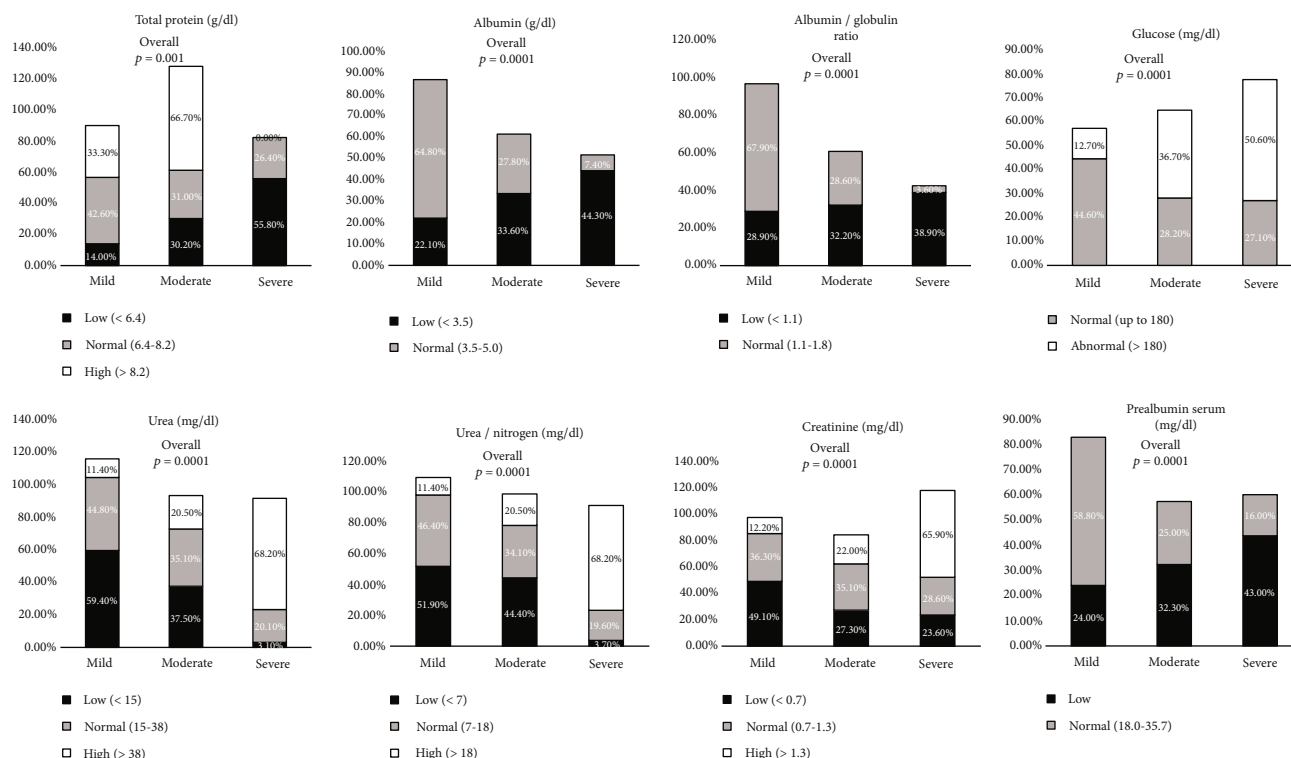 Total protein (g/dl)
Overall
p = 0.001
140.00%
120.00%
100.00%
80.00%
60.00%
40.00%
20.00%
0.00%
33.30%
42.60%
14.00%
66.70%
31.00%
30.20%
0.00%
26.40%
55.80%
Mild
Moderate
Severe
Low (< 6.4)
Normal (6.4-8.2)
High (> 8.2)
Albumin (g/dl)
Overall
p = 0.0001
100.00%
90.00%
80.00%
70.00%
60.00%
50.00%
40.00%
30.00%
20.00%
10.00%
0.00%
64.80%
22.10%
27.80%
33.60%
7.40%
44.30%
Mild
Moderate
Severe
Low (< 3.5)
Normal (3.5-5.0)
Albumin / globulin
ratio
Overall
p = 0.0001
120.00%
100.00%
80.00%
60.00%
40.00%
20.00%
0.00%
67.90%
28.90%
28.60%
32.20%
3.60%
38.90%
Mild
Moderate
Severe
Low (< 1.1)
Normal (1.1-1.8)
Glucose (mg/dl)
Overall
p = 0.0001
90.00%
80.00%
70.00%
60.00%
50.00%
40.00%
30.00%
20.00%
10.00%
0.00%
12.70%
44.60%
36.70%
28.20%
50.60%
27.10%
Mild
Moderate
Severe
Normal (up to 180)
Abnormal (> 180)
Urea (mg/dl)
Overall
p = 0.0001
140.00%
120.00%
100.00%
80.00%
60.00%
40.00%
20.00%
0.00%
11.40%
44.80%
59.40%
20.50%
35.10%
37.50%
68.20%
20.10%
3.10%
Mild
Moderate
Severe
Low (< 15)
Normal (15-38)
High (> 38)
Urea / nitrogen (mg/dl)
Overall
p = 0.0001
120.00%
100.00%
80.00%
60.00%
40.00%
20.00%
0.00%
11.40%
46.40%
51.90%
20.50%
34.10%
44.40%
68.20%
19.60%
3.70%
Mild
Moderate
Severe
Low (< 7)
Normal (7-18)
High (> 18)
Creatinine (mg/dl)
Overall
p = 0.0001
140.00%
120.00%
100.00%
80.00%
60.00%
40.00%
20.00%
0.00%
12.20%
36.30%
49.10%
22.00%
35.10%
27.30%
65.90%
28.60%
23.60%
Mild
Moderate
Severe
Low (< 0.7)
Normal (0.7-1.3)
High (> 1.3)
Prealbumin serum
(mg/dl)
Overall
p = 0.0001
90.00%
80.00%
70.00%
60.00%
50.00%
40.00%
30.00%
20.00%
10.00%
0.00%
58.80%
24.00%
25.00%
32.30%
16.00%
43.00%
Mild
Moderate
Severe
Low
Normal (18.0-35.7)